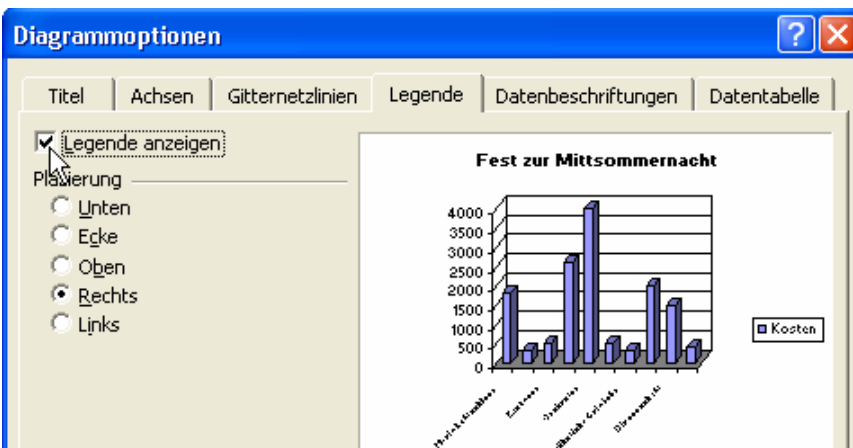 Diagrammoptionen
Titel Achsen Gitternetzlinien Legende Datenbeschriftungen Datentabelle
Legende anzeigen
Plazierung
Unten
Ecke
Oben
Rechts
Links
Fest zur Mittsommernacht
4000
3500
3000
2500
2000
1500
1000
500
0
Kosten